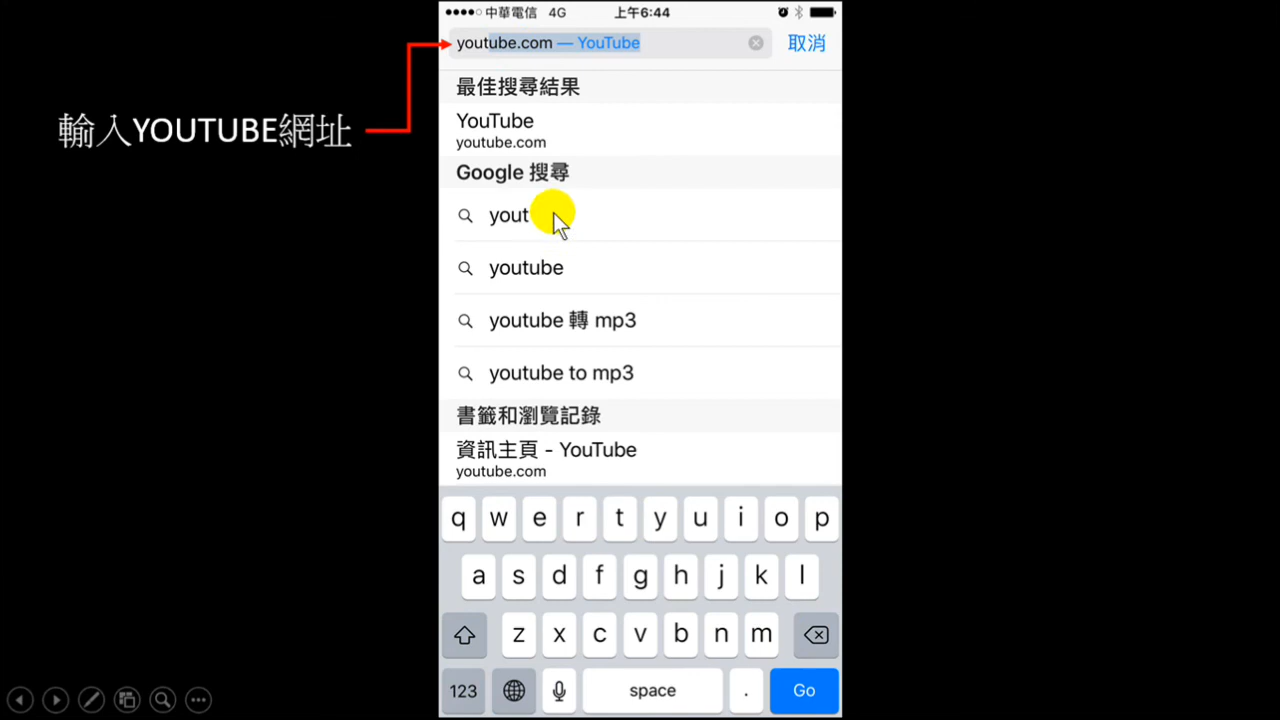 中華電信 4G 上午6:44
youtube.com — YouTube 取消
輸入YOUTUBE網址
最佳搜尋結果
YouTube
youtube.com
Google 搜尋
yout
youtube
youtube 轉 mp3
youtube to mp3
書籤和瀏覽記錄
資訊主頁 - YouTube
youtube.com
q w e r t y u i o p
a s d f g h j k l
z x c v b n m
123 space . Go